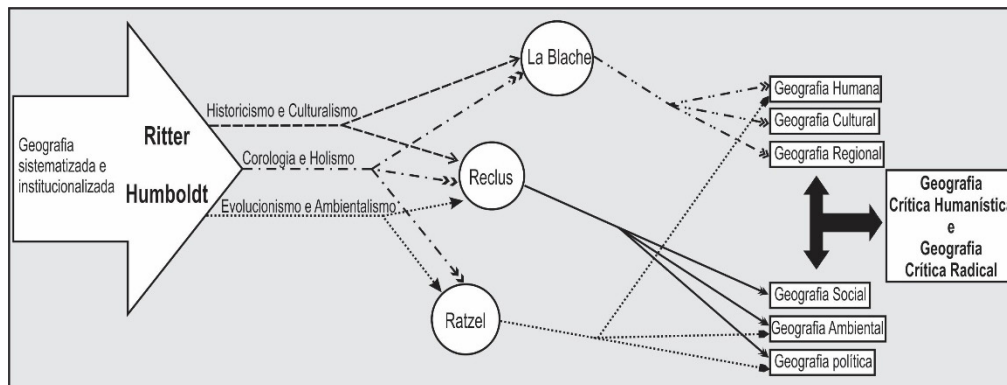 Geografia
sistematizada e
institucionalizada
Ritter
Humboldt
Historicismo e Culturalismo
Corologia e Holismo
Evolucionismo e Ambientalismo
La Blache
Reclus
Ratzel
Geografia Humana
Geografia Cultural
Geografia Regional
Geografia Social
Geografia Ambiental
Geografia política
Geografia
Crítica Humanística
e
Geografia
Crítica Radical